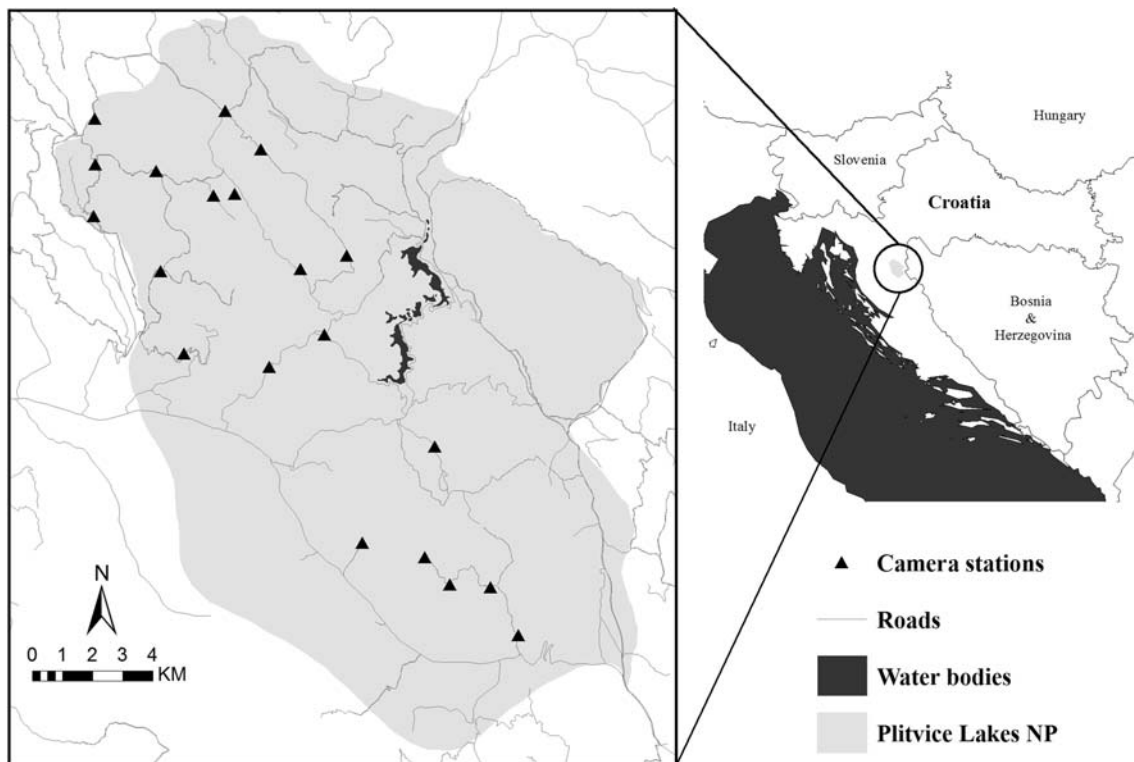 N
0 1 2 3 4
KM
Hungary
Slovenia
Croatia
Bosnia
&
Herzegovina
Italy
Camera stations
Roads
Water bodies
Plitvice Lakes NP